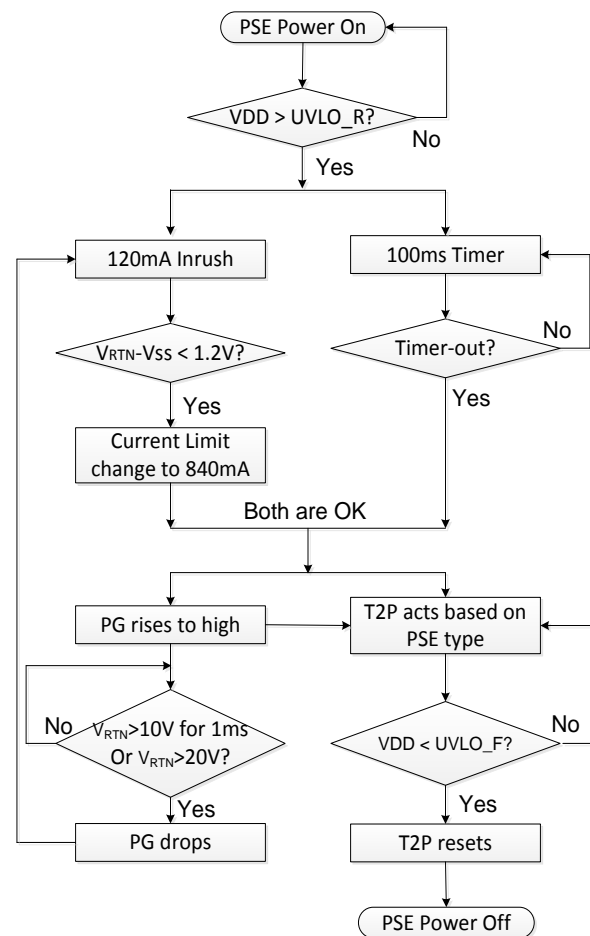 PSE Power On
VDD > UVLO_R?
No
Yes
120mA Inrush
100ms Timer
VRTN-Vss < 1.2V?
Timer-out?
No
Yes
Yes
Current Limit
change to 840mA
Both are OK
PG rises to high
T2P acts based on
PSE type
No
VRTN>10V for 1ms
Or VRTN>20V?
VDD < UVLO_F?
No
Yes
Yes
PG drops
T2P resets
PSE Power Off